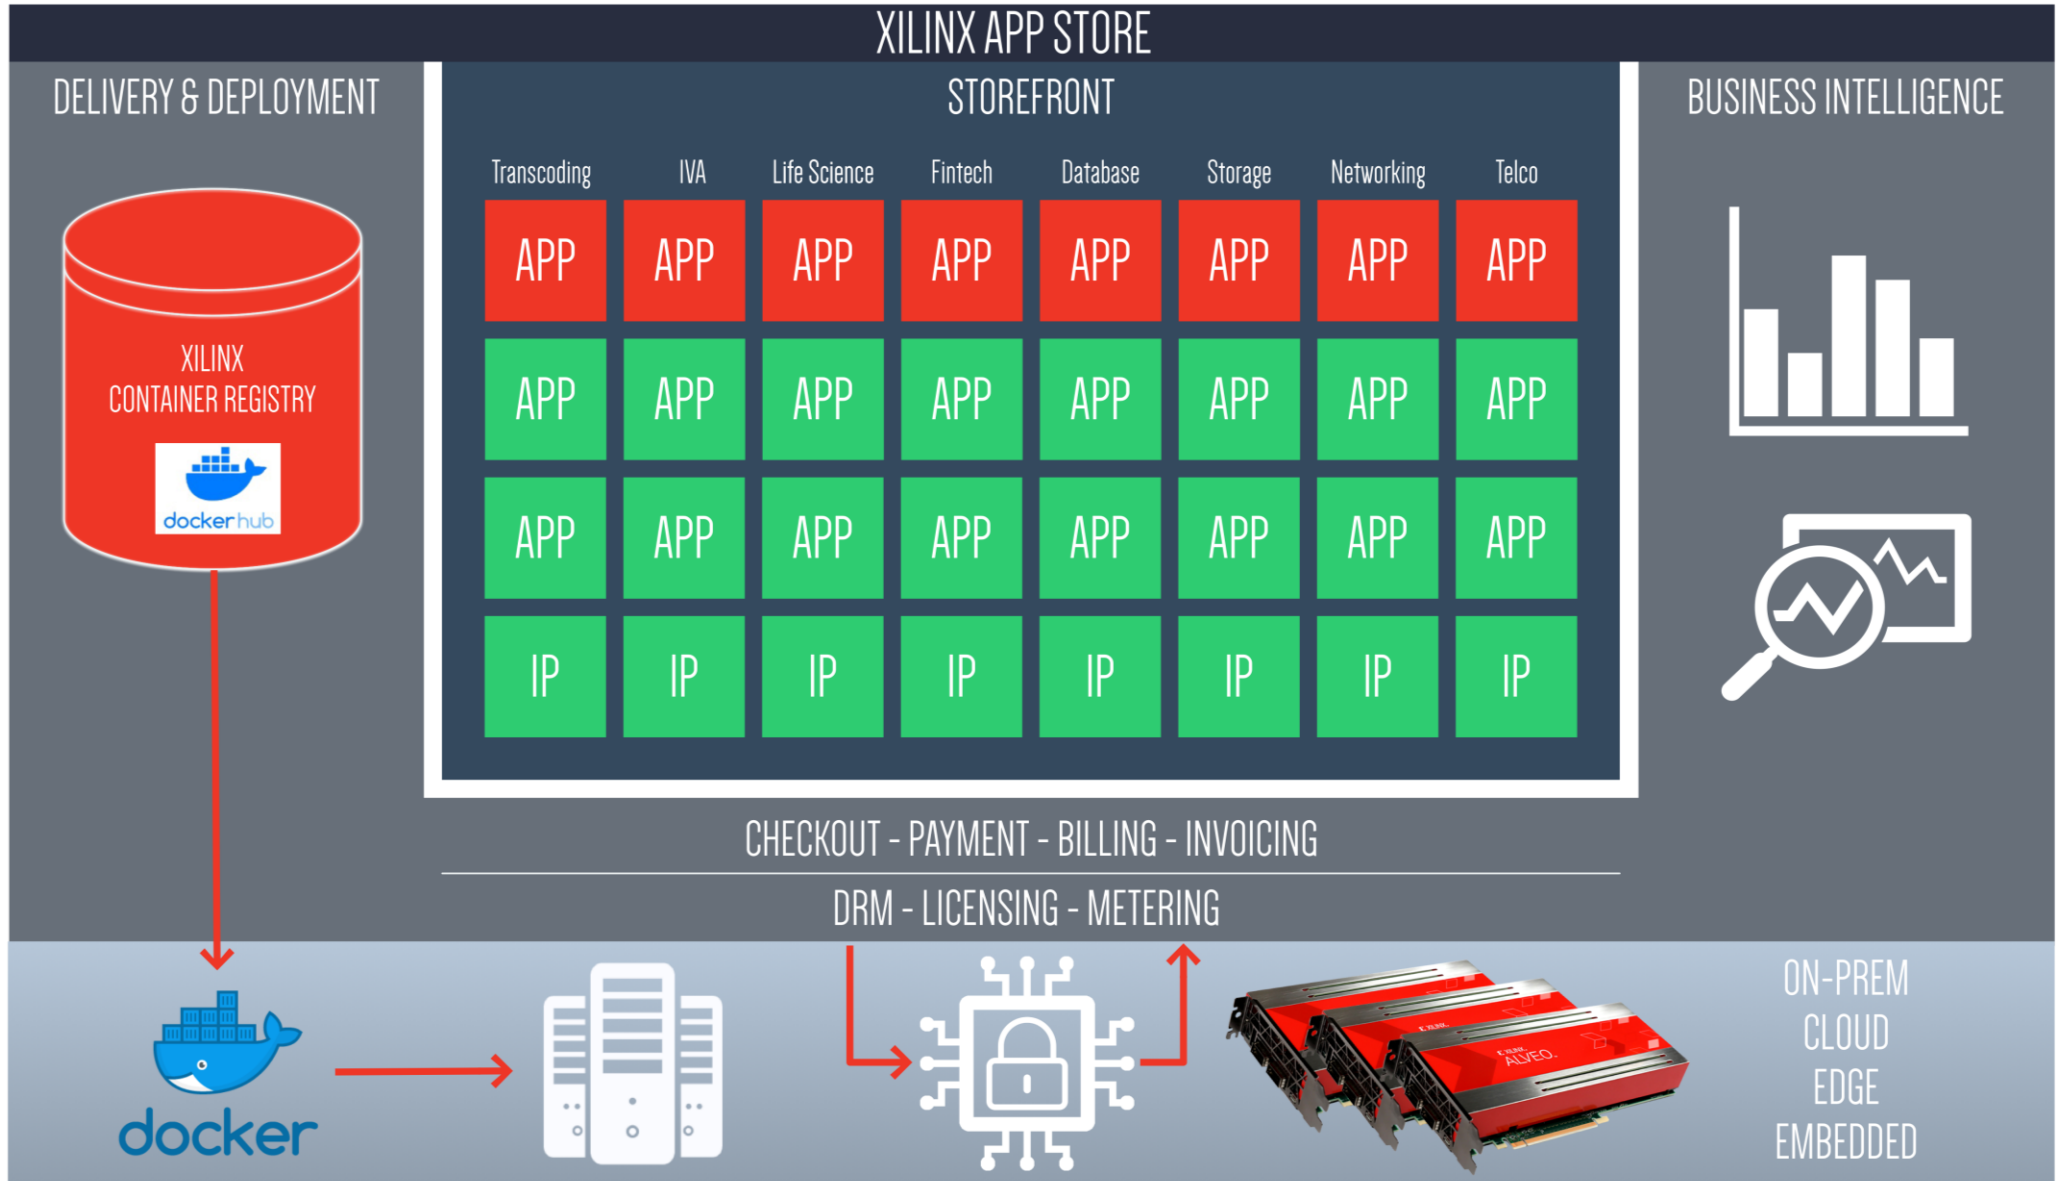 XILINX APP STORE
DELIVERY & DEPLOYMENT
XILINX
CONTAINER REGISTRY
dockerhub
STOREFRONT
Transcoding IVA Life Science Fintech Database Storage Networking Telco
APP APP APP APP APP APP APP APP
APP APP APP APP APP APP APP APP
APP APP APP APP APP APP APP APP
IP IP IP IP IP IP IP IP
BUSINESS INTELLIGENCE
CHECKOUT - PAYMENT - BILLING - INVOICING
DRM - LICENSING - METERING
docker
XILINX
XILINX
ALVEO.
ON-PREM
CLOUD
EDGE
EMBEDDED